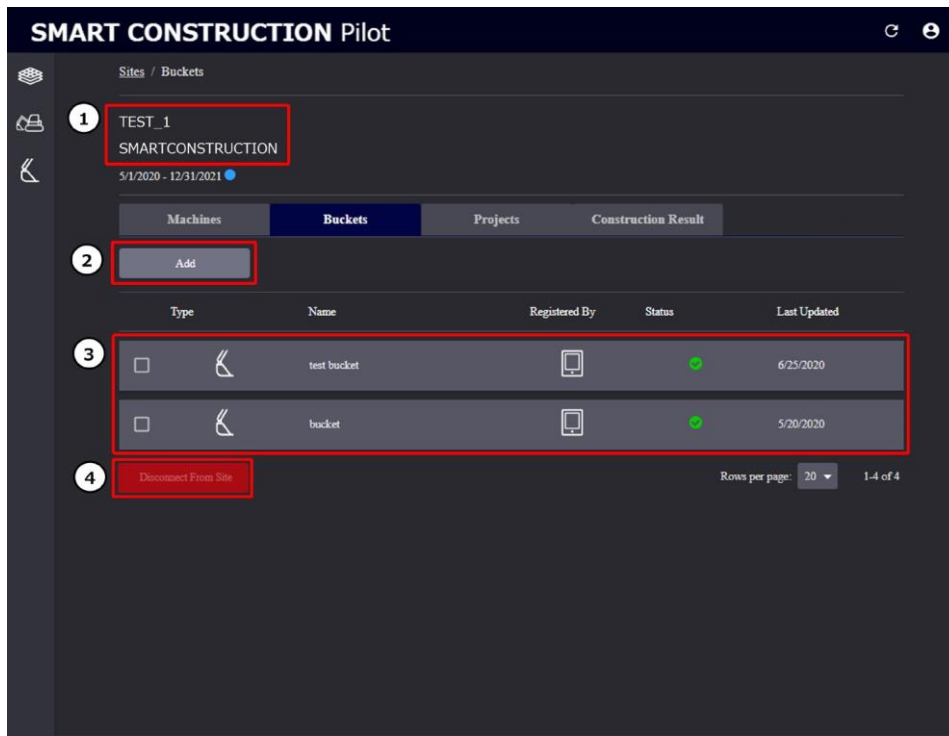 SMART CONSTRUCTION Pilot
Sites / Buckets
1
TEST_1
SMARTCONSTRUCTION
5/1/2020 - 12/31/2021
Machines Buckets Projects Construction Result
2
Add
Type Name Registered By Status Last Updated
3
test bucket 6/25/2020
bucket 5/20/2020
4
Disconnect From Site Rows per page: 20 1-4 of 4